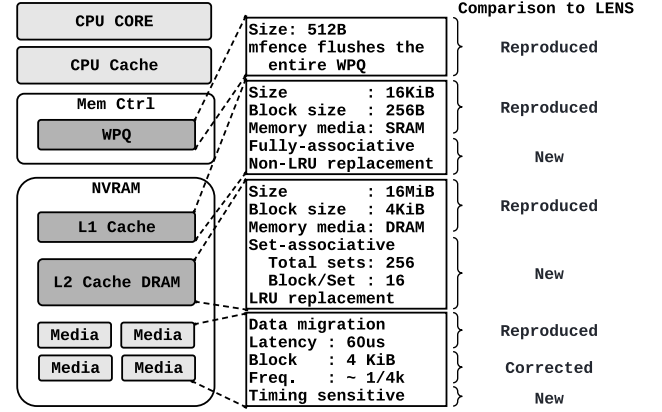 CPU CORE
CPU Cache
Mem Ctrl
WPQ
NVRAM
L1 Cache
L2 Cache DRAM
Media Media
Media Media
Size: 512B
mfence flushes the
entire WPQ
Size : 16KiB
Block size : 256B
Memory media: SRAM
Fully-associative
Non-LRU replacement
Size : 16MiB
Block size : 4KiB
Memory media: DRAM
Set-associative
Total sets: 256
Block/Set : 16
LRU replacement
Data migration
Latency : 60us
Block : 4 KiB
Freq. : ~ 1/4k
Timing sensitive
Comparison to LENS
Reproduced
Reproduced
New
Reproduced
New
Reproduced
Corrected
New